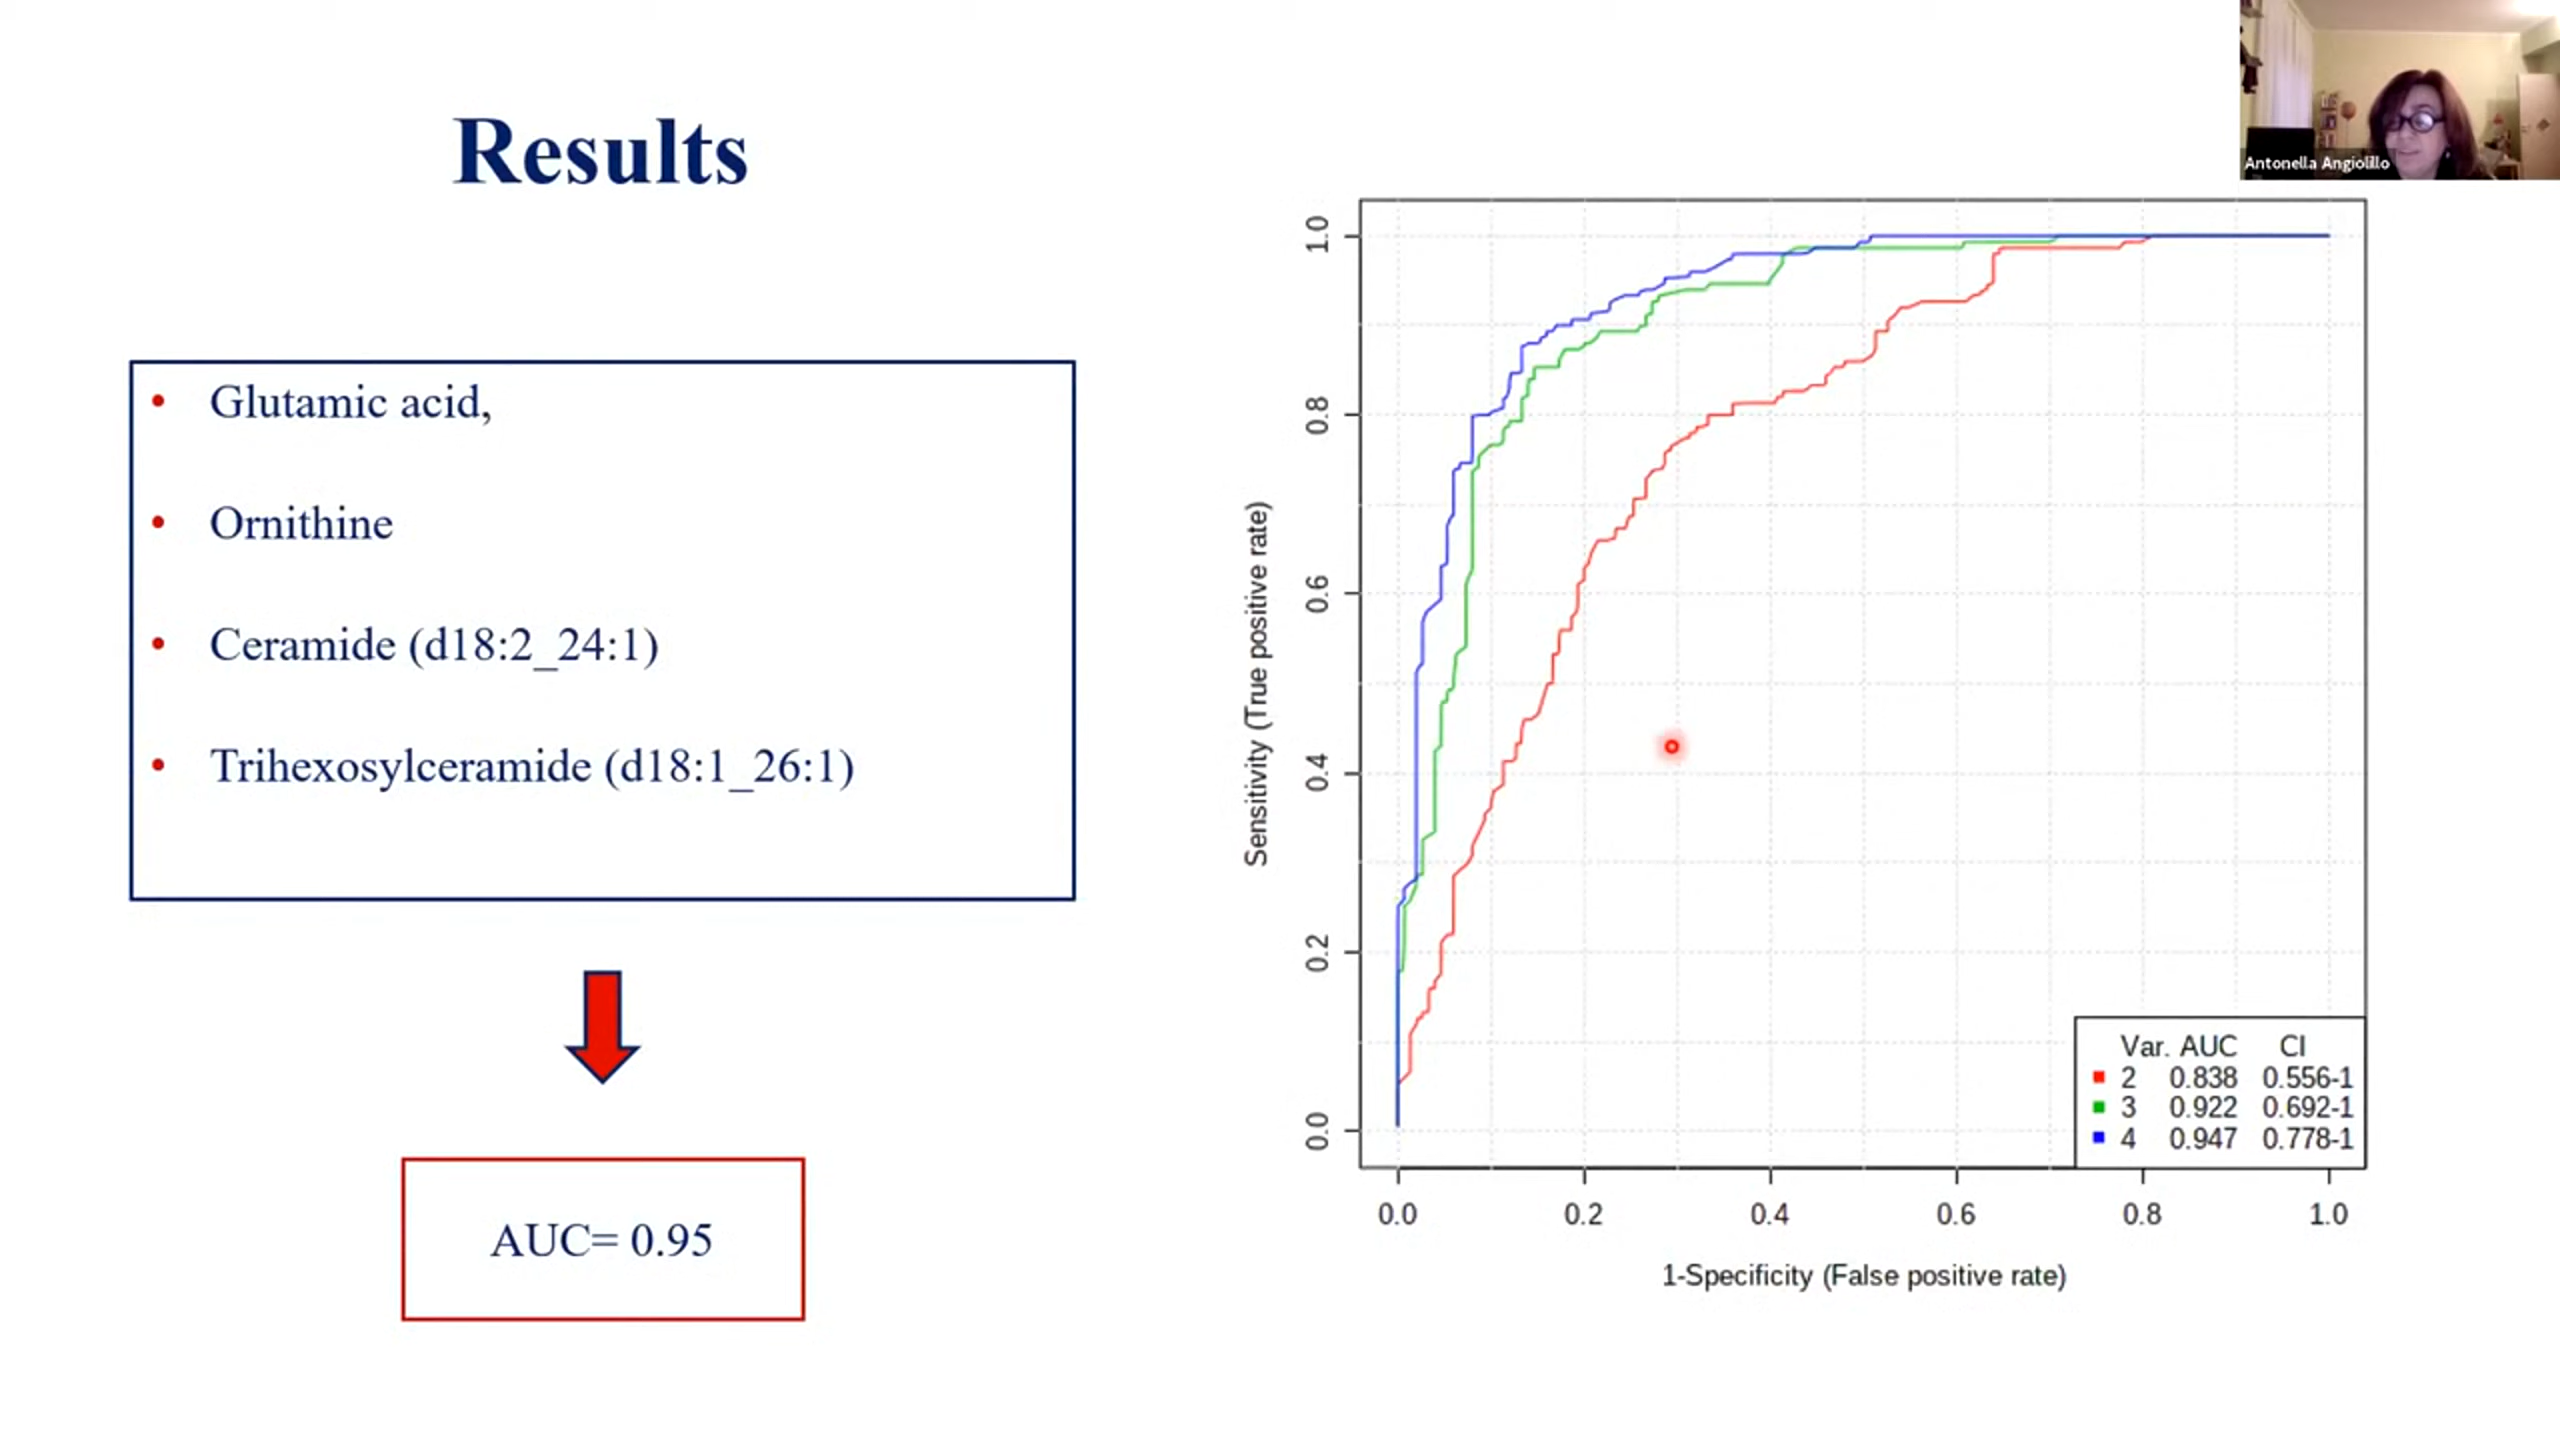 Results
Antonella Angiolillo
• Glutamic acid,
• Ornithine
• Ceramide (d18:2_24:1)
• Trihexosylceramide (d18:1_26:1)
AUC= 0.95
Sensitivity (True positive rate)
1.0
0.8
0.6
0.4
0.2
0.0
Var. AUC CI
2 0.838 0.556-1
3 0.922 0.692-1
4 0.947 0.778-1
0.0 0.2 0.4 0.6 0.8 1.0
1-Specificity (False positive rate)